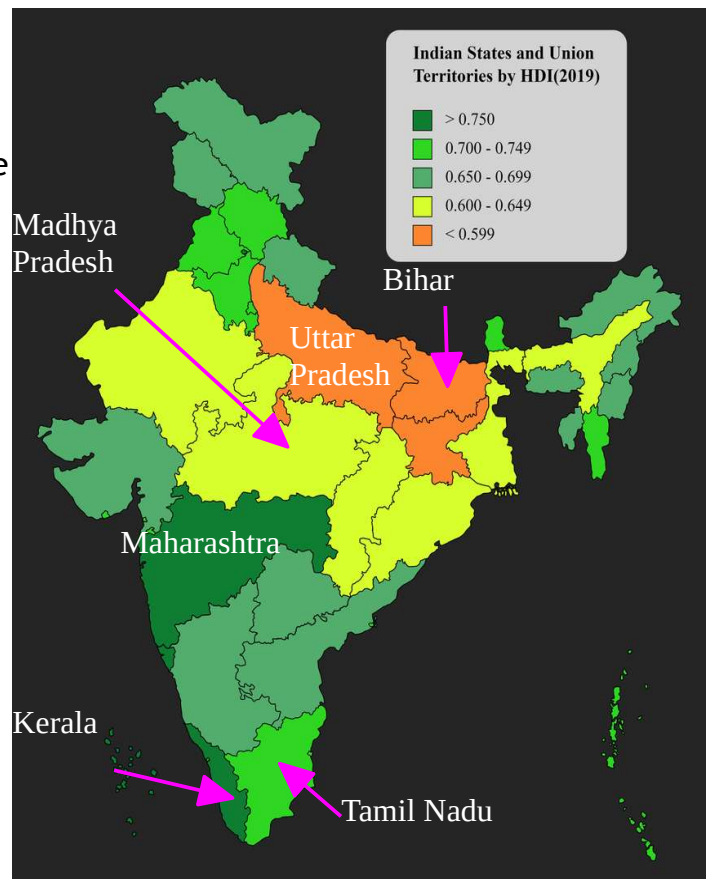 Indian States and Union
Territories by HDI(2019)
> 0.750
0.700 - 0.749
0.650 - 0.699
0.600 - 0.649
< 0.599
e
Madhya
Pradesh
Bihar
Uttar
Pradesh
Maharashtra
Kerala
Tamil Nadu